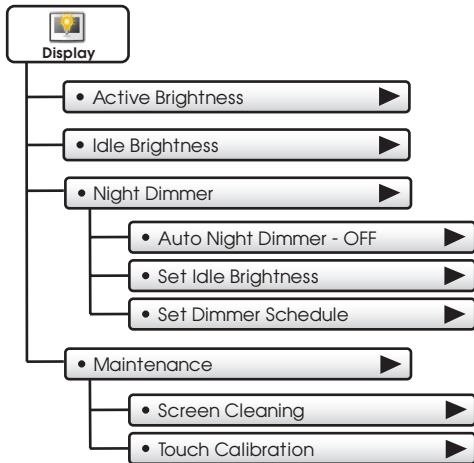 Display
• Active Brightness
• Idle Brightness
• Night Dimmer
• Auto Night Dimmer - OFF
• Set Idle Brightness
• Set Dimmer Schedule
• Maintenance
• Screen Cleaning
• Touch Calibration